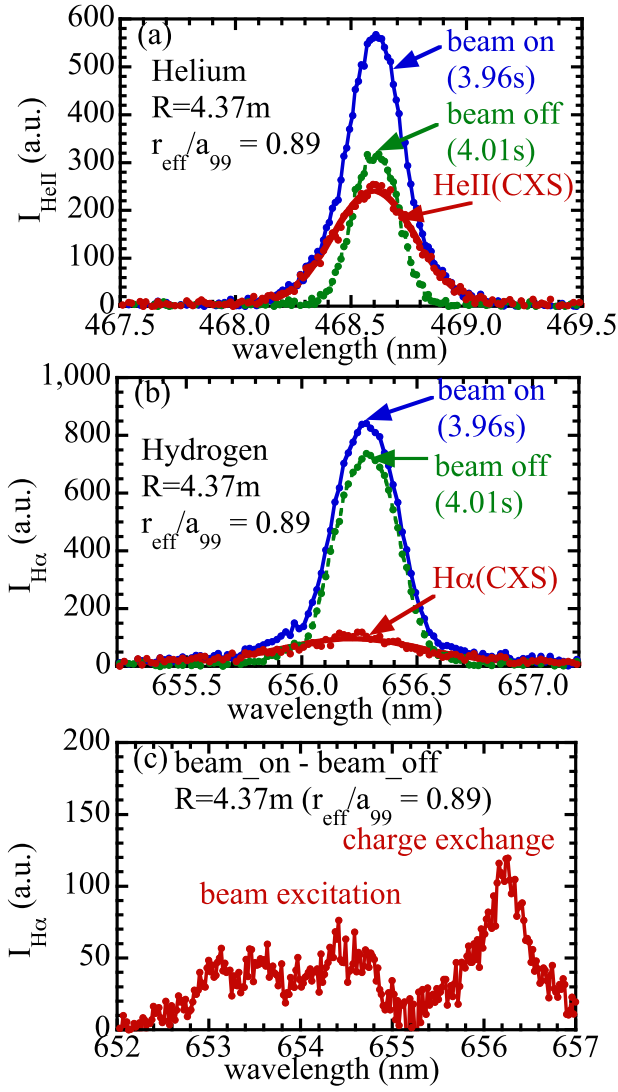 (a)
Helium
R=4.37m
r_eff/a_99 = 0.89
beam on
(3.96s)
beam off
(4.01s)
HeII(CXS)
I_HeII (a.u.)
600
500
400
300
200
100
0
467.5 468.0 468.5 469.0 469.5
wavelength (nm)
(b)
Hydrogen
R=4.37m
r_eff/a_99 = 0.89
beam on
(3.96s)
beam off
(4.01s)
Hα(CXS)
I_Hα (a.u.)
1,000
800
600
400
200
0
655.5 656.0 656.5 657.0
wavelength (nm)
(c) beam_on - beam_off
R=4.37m (r_eff/a_99 = 0.89)
charge exchange
beam excitation
I_Hα (a.u.)
200
150
100
50
0
652 653 654 655 656 657
wavelength (nm)